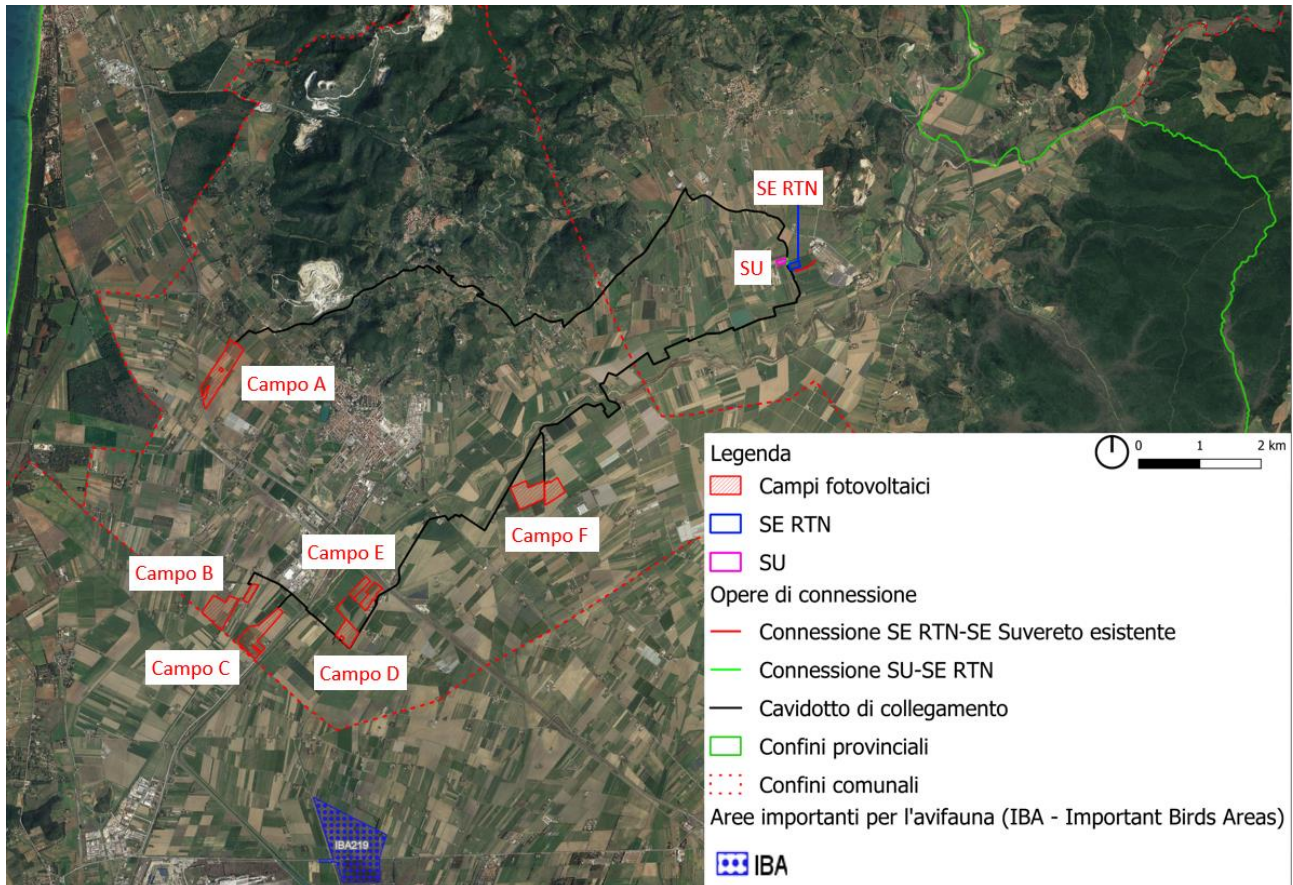 SE RTN
SU
Campo A
Campo F
Campo E
Campo B
Campo C
Campo D
IBA219
Legenda
0 1 2 km
Campi fotovoltaici
SE RTN
SU
Opere di connessione
Connessione SE RTN-SE Suvereto esistente
Connessione SU-SE RTN
Cavidotto di collegamento
Confini provinciali
Confini comunali
Aree importanti per l'avifauna (IBA - Important Birds Areas)
IBA